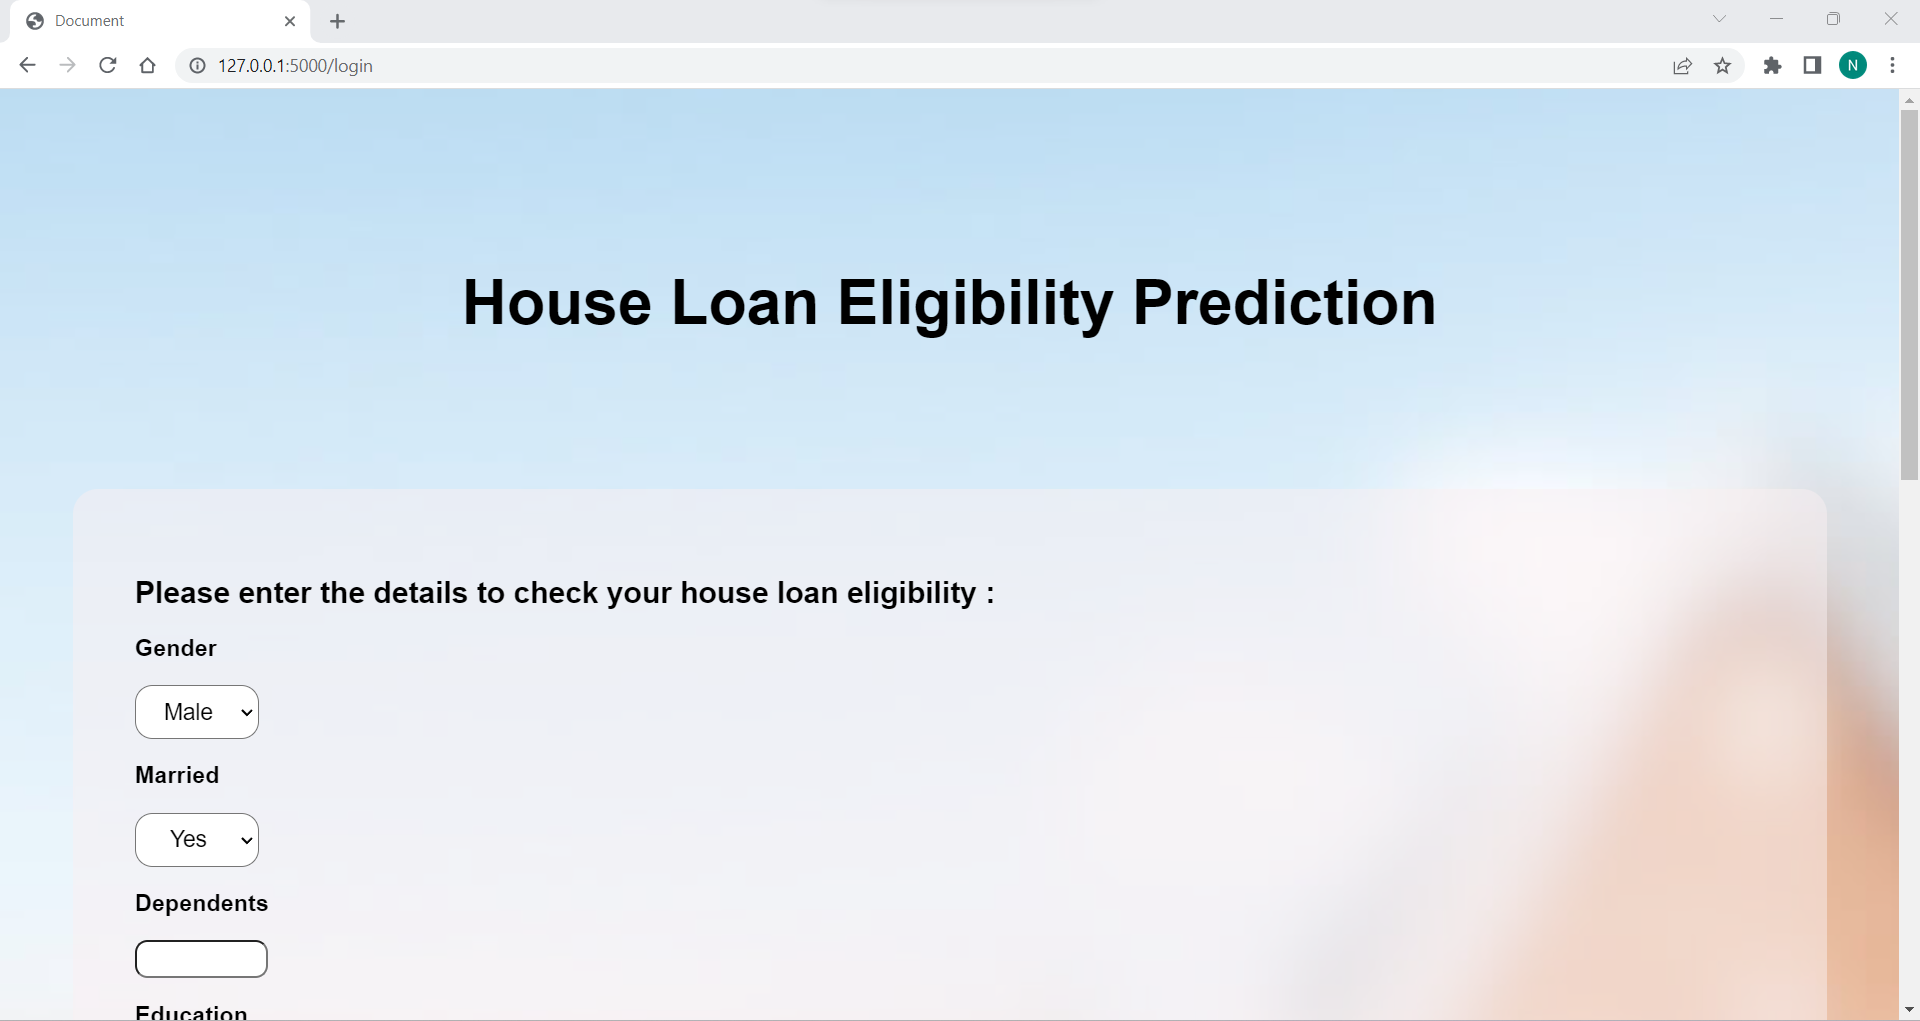 Document
127.0.0.1:5000/login
N
House Loan Eligibility Prediction
Please enter the details to check your house loan eligibility :
Gender
Male
Married
Yes
Dependents
Education